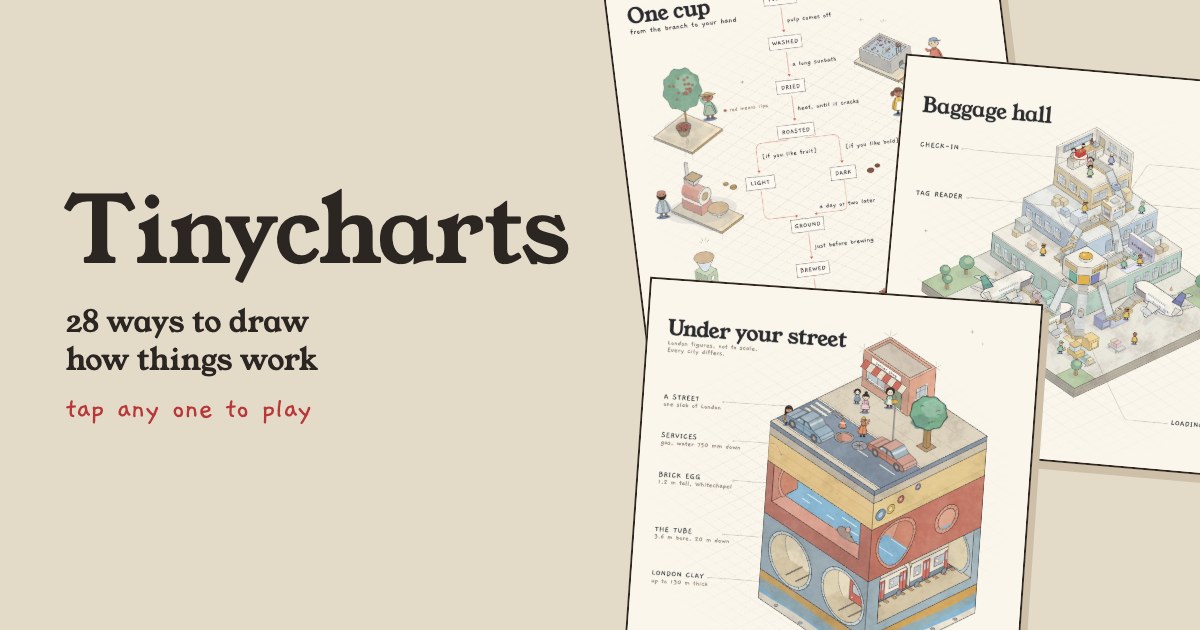 Tinycharts
28 ways to draw
how things work
tap any one to play
One cup
from the branch to your hand
pulp comes off
WASHED
a long sunbath
DRIED
red means ripe
heat, until it cracks
ROASTED
[if you like fruit]
[if you like bold]
LIGHT
DARK
a day or two later
GROUND
just before brewing
BREWED
Baggage hall
CHECK-IN
TAG READER
LOADING
Under your street
London figures, not to scale.
Every city differs.
A STREET
one slab of London
SERVICES
gas, water 750 mm down
BRICK EGG
1.2 m tall, Whitechapel
THE TUBE
3.6 m bore, 20 m down
LONDON CLAY
up to 130 m thick